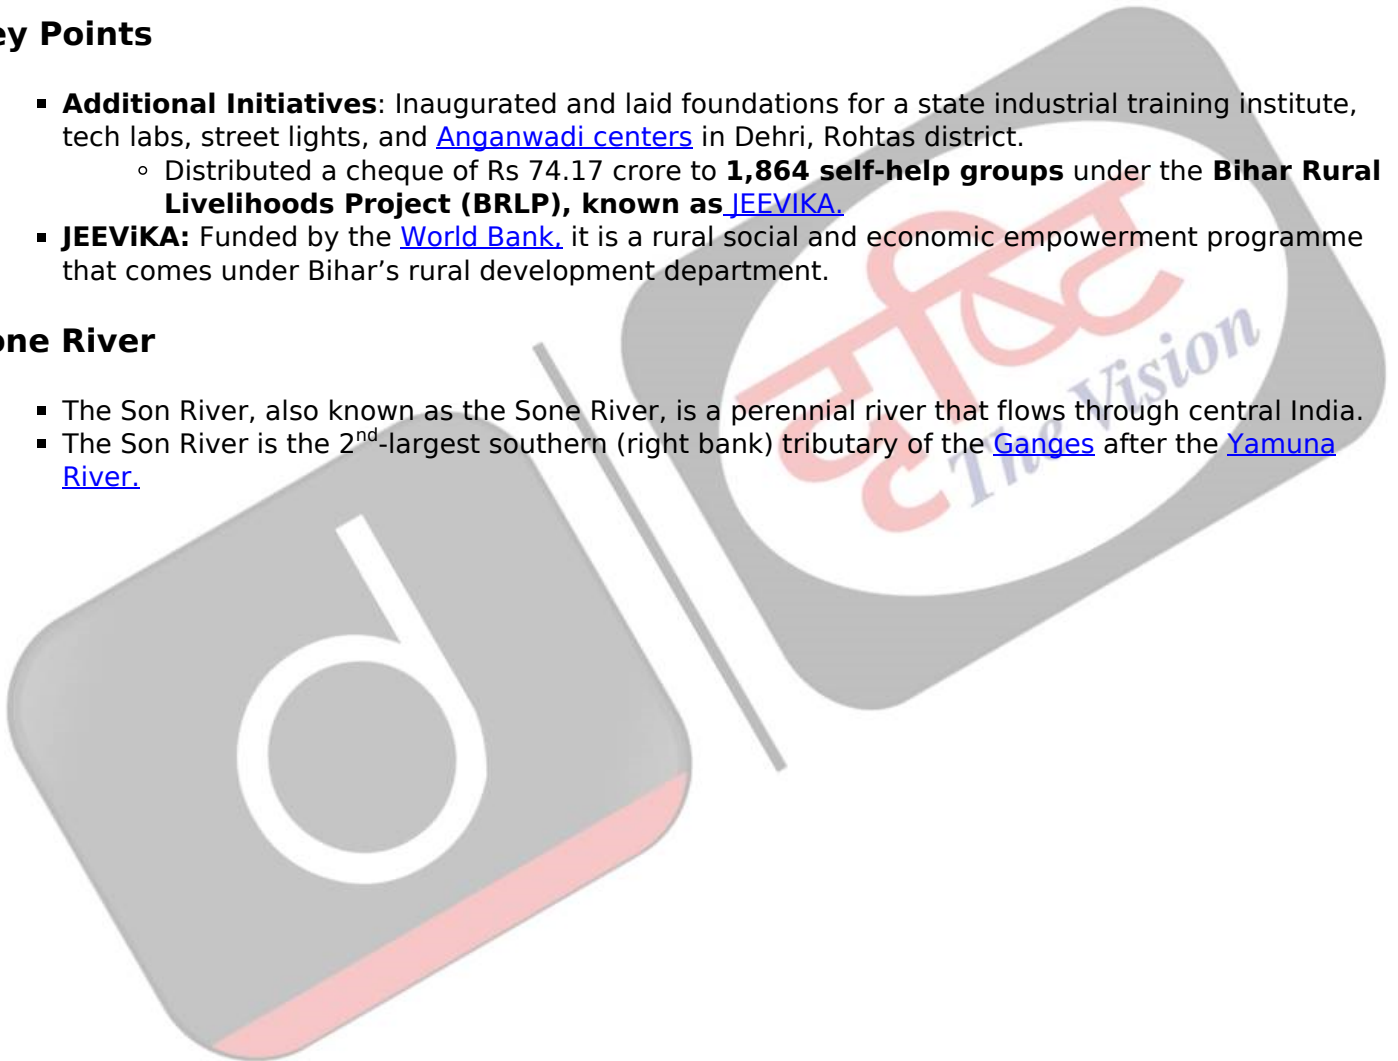 ey Points
Additional Initiatives: Inaugurated and laid foundations for a state industrial training institute,
tech labs, street lights, and Anganwadi centers in Dehri, Rohtas district.
Distributed a cheque of Rs 74.17 crore to 1,864 self-help groups under the Bihar Rural
Livelihoods Project (BRLP), known as JEEVIKA.
JEEViKA: Funded by the World Bank, it is a rural social and economic empowerment programme
that comes under Bihar’s rural development department.
one River
The Son River, also known as the Sone River, is a perennial river that flows through central India.
The Son River is the 2nd-largest southern (right bank) tributary of the Ganges after the Yamuna
River.
दृष्टि
The Vision
d